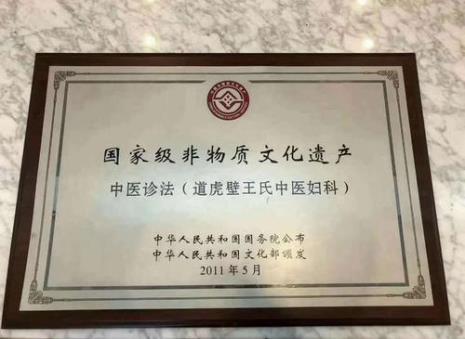 国家级非物质文化遗产
中医诊法（道虎壁王氏中医妇科）
中华人民共和国国务院公布
中华人民共和国文化部颁发
2011年5月